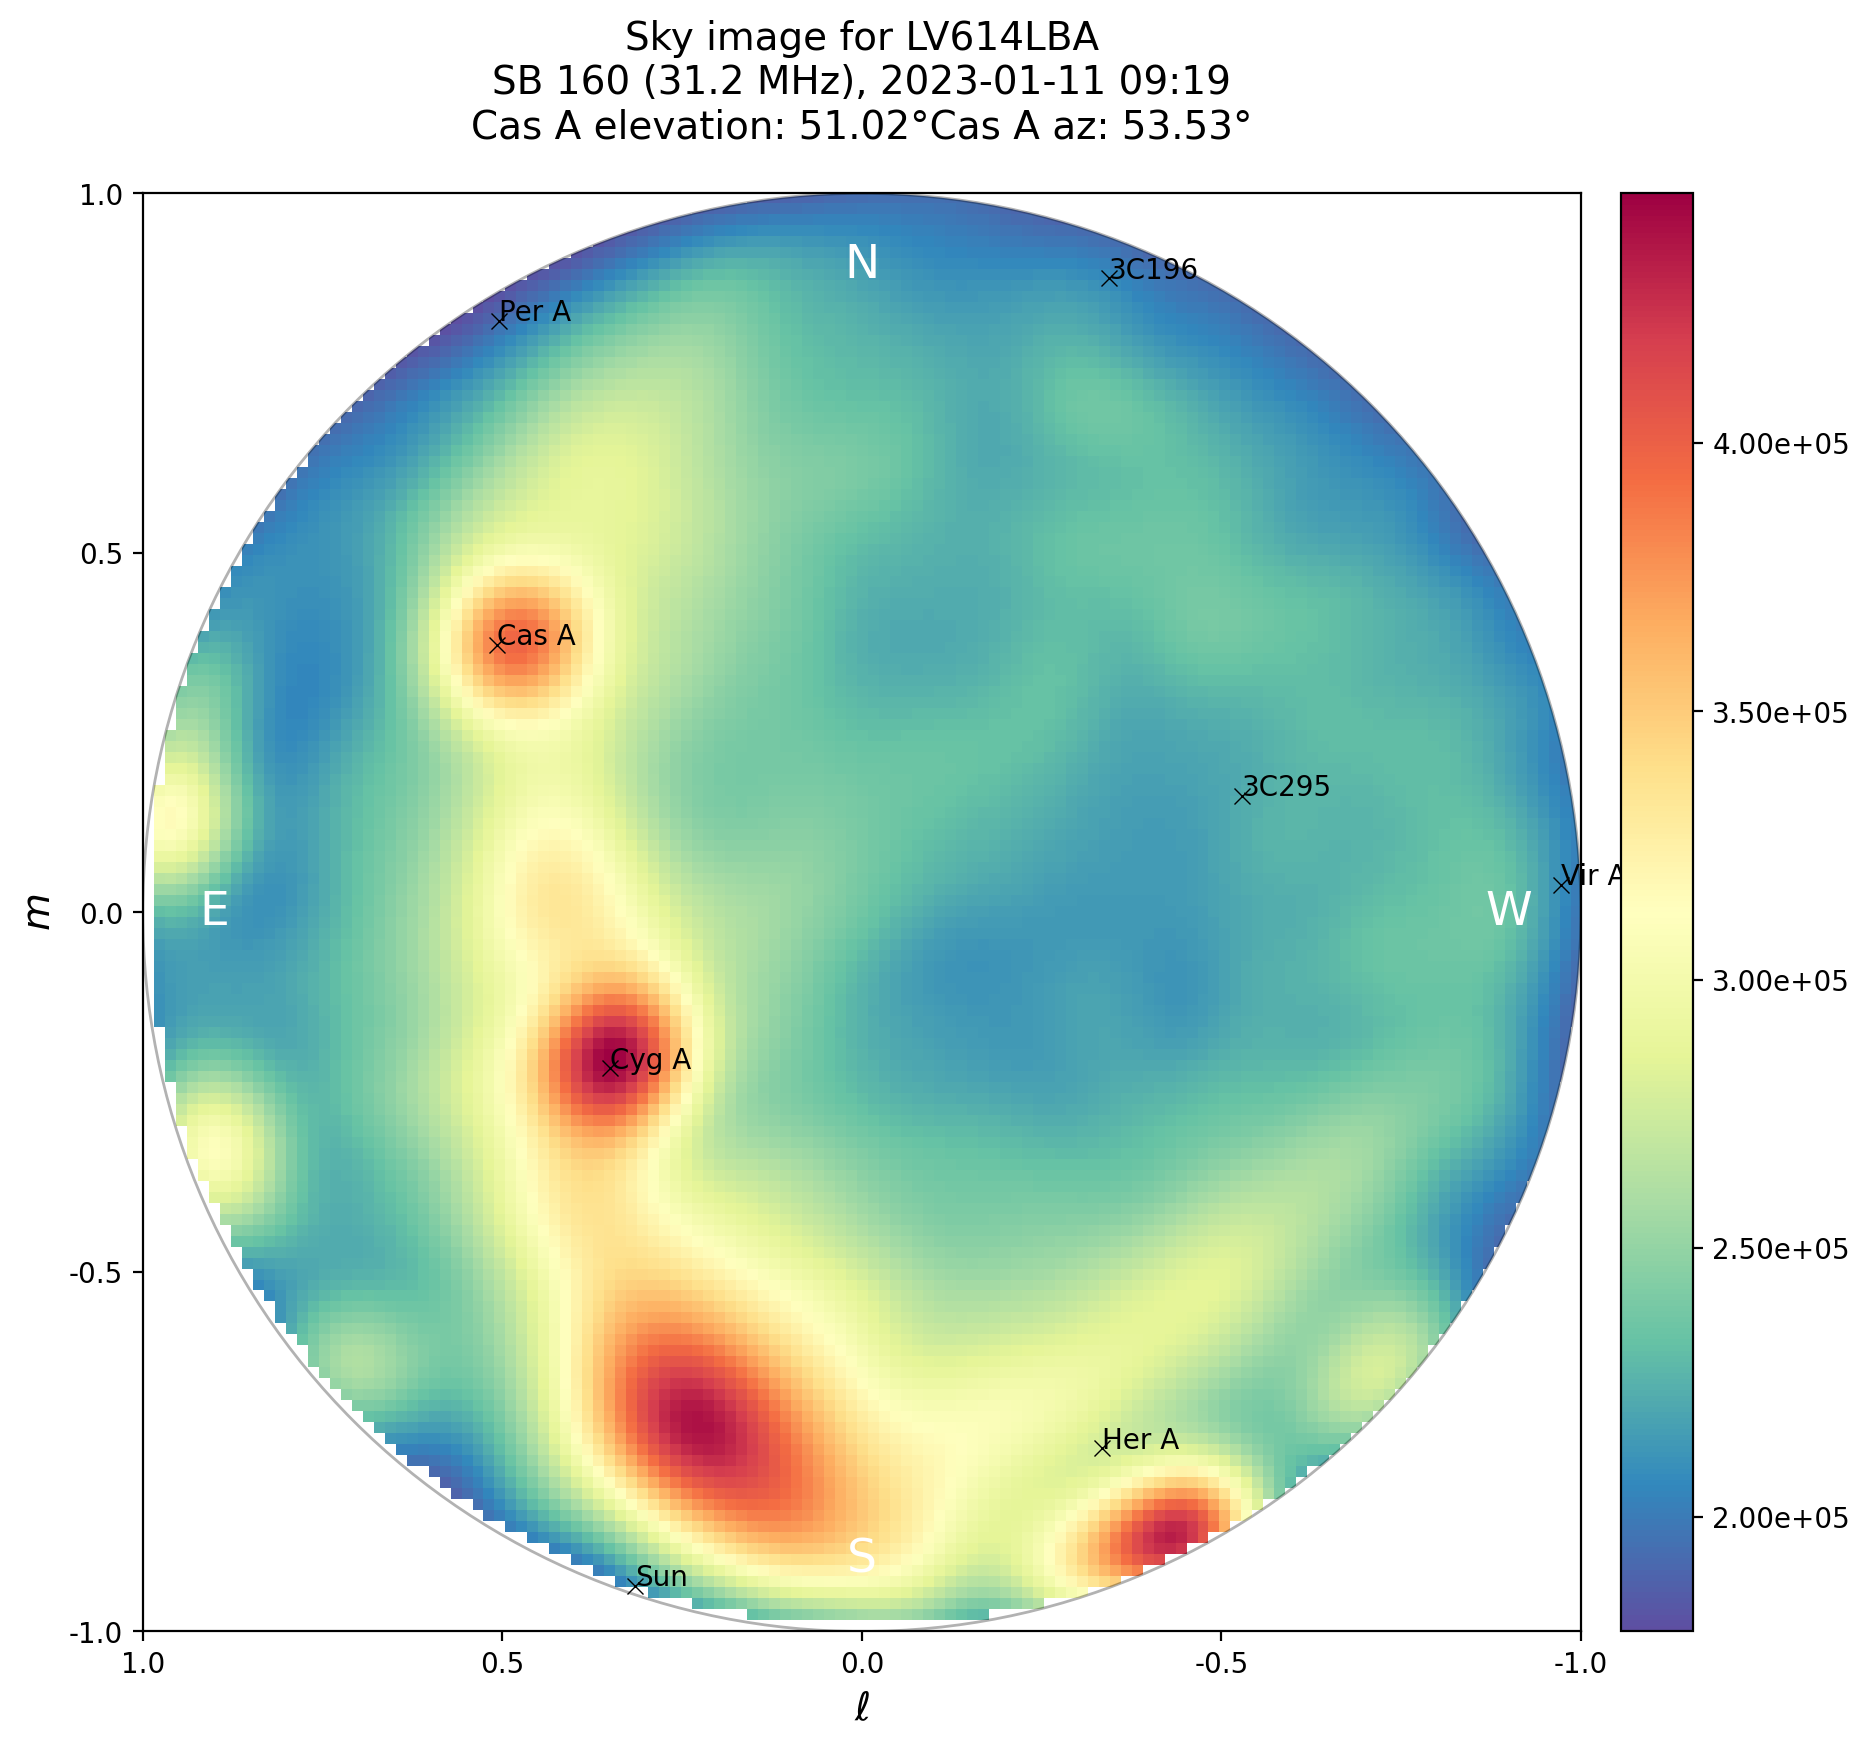 Sky image for LV614LBA
SB 160 (31.2 MHz), 2023-01-11 09:19
Cas A elevation: 51.02°Cas A az: 53.53°
1.0
0.5
0.0
-0.5
-1.0
m
N
3C196
Per A
Cas A
3C295
Vir A
E
W
Cyg A
Her A
S
Sun
1.0
0.5
0.0
-0.5
-1.0
ℓ
4.00e+05
3.50e+05
3.00e+05
2.50e+05
2.00e+05